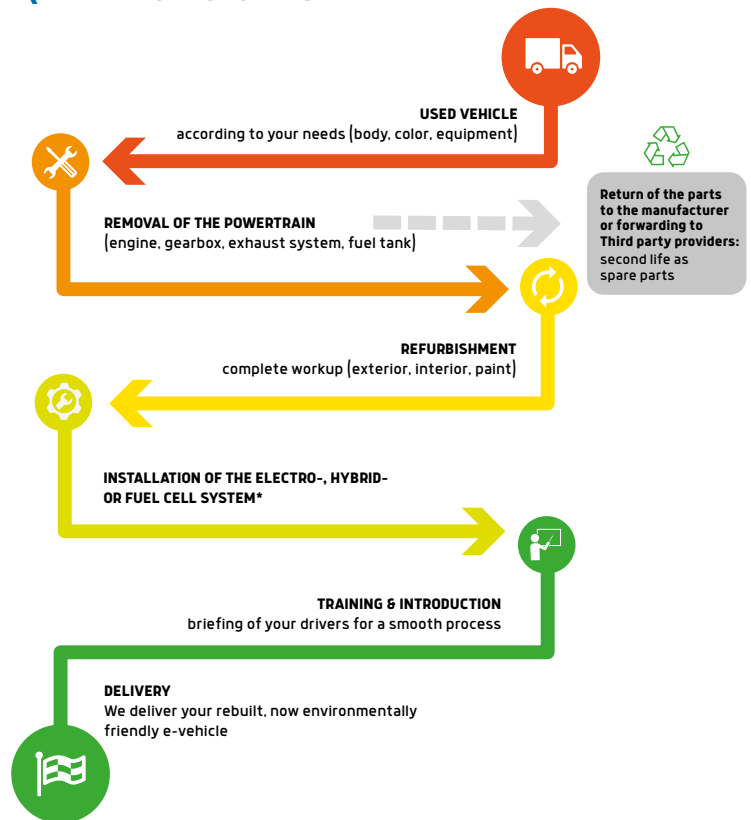 USED VEHICLE
according to your needs (body, color, equipment)
REMOVAL OF THE POWERTRAIN
(engine, gearbox, exhaust system, fuel tank)
Return of the parts
to the manufacturer
or forwarding to
Third party providers:
second life as
spare parts
REFURBISHMENT
complete workup (exterior, interior, paint)
INSTALLATION OF THE ELECTRO-, HYBRID-
OR FUEL CELL SYSTEM*
TRAINING & INTRODUCTION
briefing of your drivers for a smooth process
DELIVERY
We deliver your rebuilt, now environmentally
friendly e-vehicle